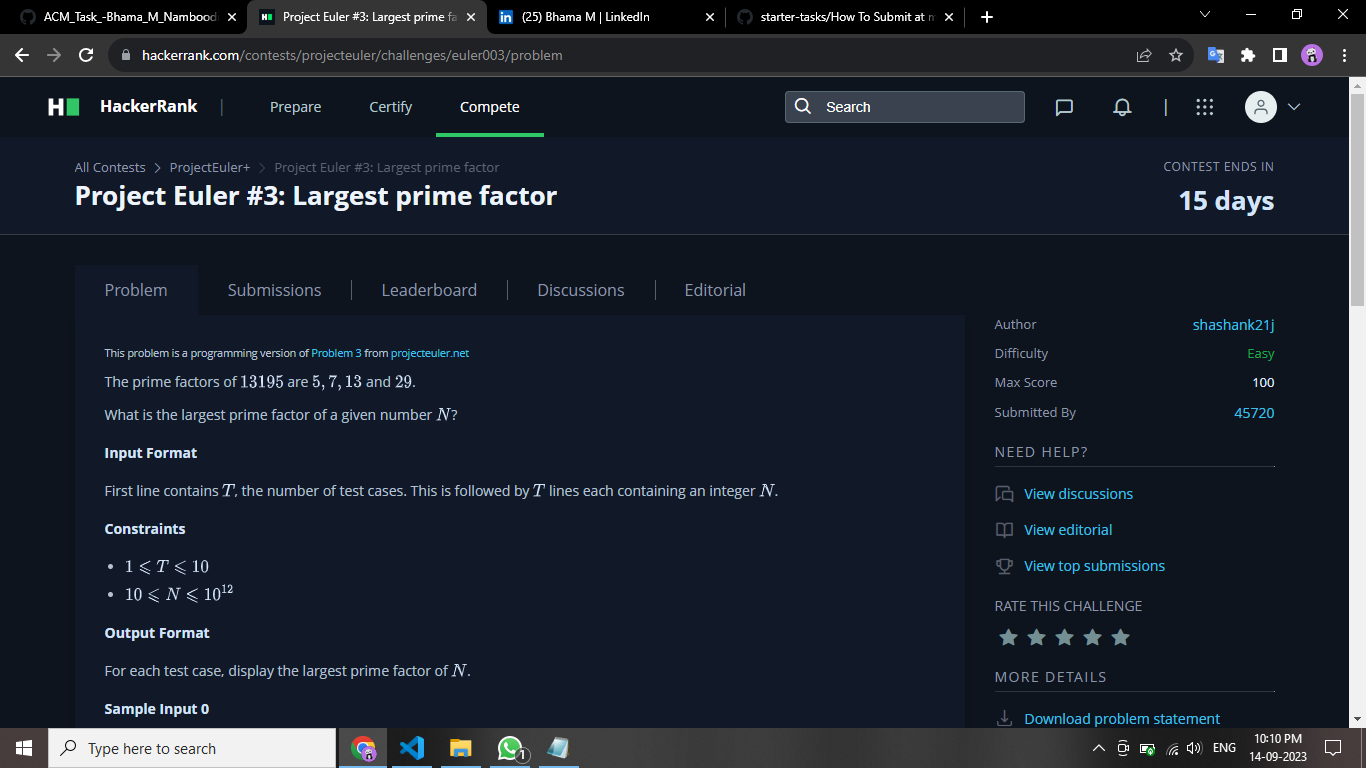 ACM_Task_-Bhama_M_Namboodi
Project Euler #3: Largest prime fa
(25) Bhama M | LinkedIn
starter-tasks/How To Submit at m
hackerrank.com/contests/projecteuler/challenges/euler003/problem
HackerRank
Prepare
Certify
Compete
Search
All Contests
ProjectEuler+
Project Euler #3: Largest prime factor
CONTEST ENDS IN
Project Euler #3: Largest prime factor
15 days
Problem
Submissions
Leaderboard
Discussions
Editorial
This problem is a programming version of Problem 3 from projecteuler.net
The prime factors of 13195 are 5, 7, 13 and 29.
What is the largest prime factor of a given number N?
Input Format
First line contains T, the number of test cases. This is followed by T lines each containing an integer N.
Constraints
• 1 ⩽ T ⩽ 10
• 10 ⩽ N ⩽ 10¹²
Output Format
For each test case, display the largest prime factor of N.
Sample Input 0
Author
shashank21j
Difficulty
Easy
Max Score
100
Submitted By
45720
NEED HELP?
View discussions
View editorial
View top submissions
RATE THIS CHALLENGE
MORE DETAILS
Download problem statement
Type here to search
1
ENG
10:10 PM
14-09-2023